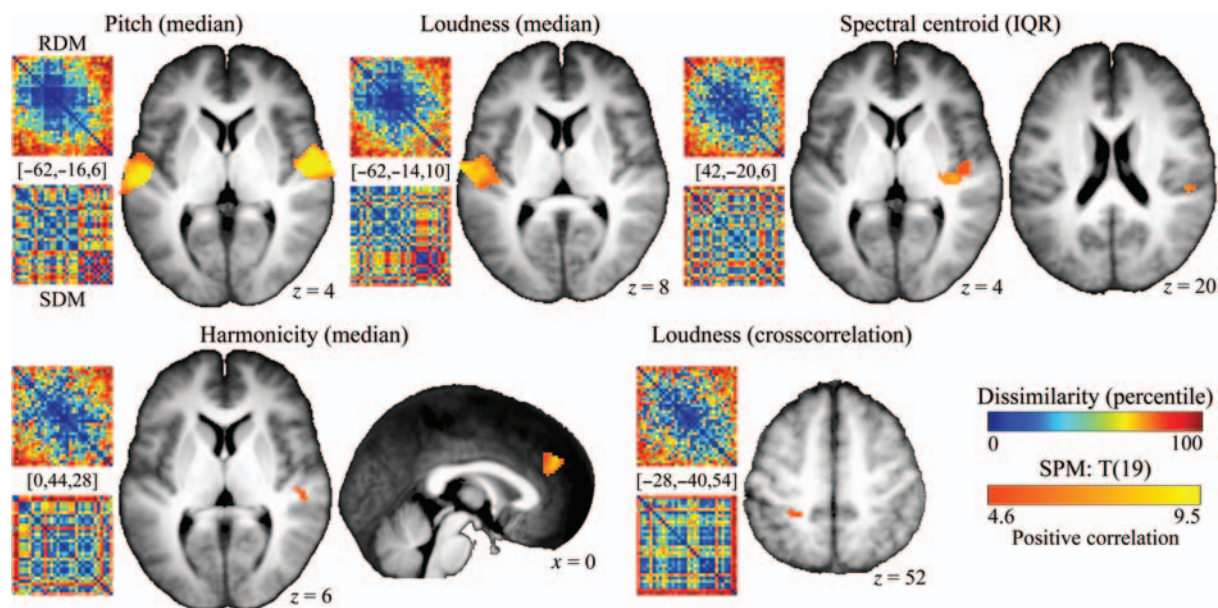 Pitch (median)
Loudness (median)
Spectral centroid (IQR)
RDM
[−62,−16,6]
[−62,−14,10]
[42,−20,6]
SDM
z = 4
z = 8
z = 4
z = 20
Harmonicity (median)
Loudness (crosscorrelation)
[0,44,28]
[−28,−40,54]
z = 6
x = 0
z = 52
Dissimilarity (percentile)
0 100
SPM: T(19)
4.6 9.5
Positive correlation